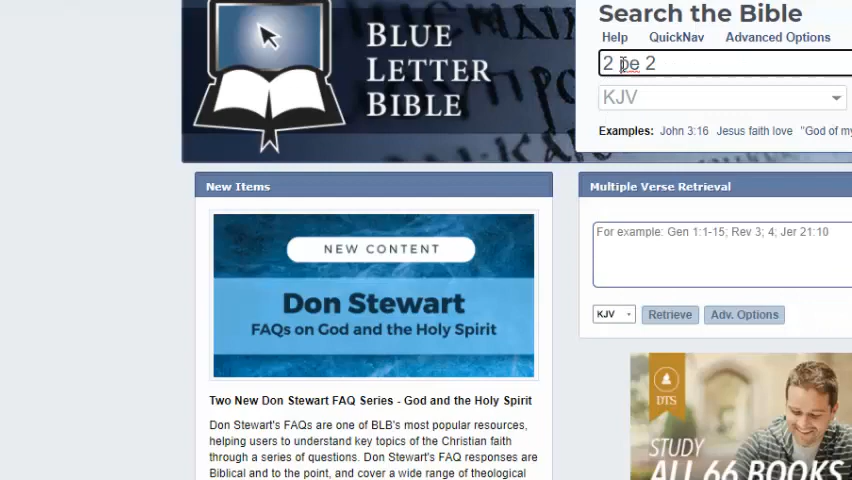 Search the Bible
Help QuickNav Advanced Options
BLUE
LETTER
BIBLE
2 pe 2
KJV
Examples: John 3:16 Jesus faith love "God of my
New Items
NEW CONTENT
Don Stewart
FAQs on God and the Holy Spirit
Two New Don Stewart FAQ Series - God and the Holy Spirit
Don Stewart's FAQs are one of BLB's most popular resources,
helping users to understand key topics of the Christian faith
through a series of questions. Don Stewart's FAQ responses are
Biblical and to the point, and cover a wide range of theological
Multiple Verse Retrieval
For example: Gen 1:1-15; Rev 3; 4; Jer 21:10
KJV Retrieve Adv. Options
DTS
STUDY
ALL 66 BOOKS